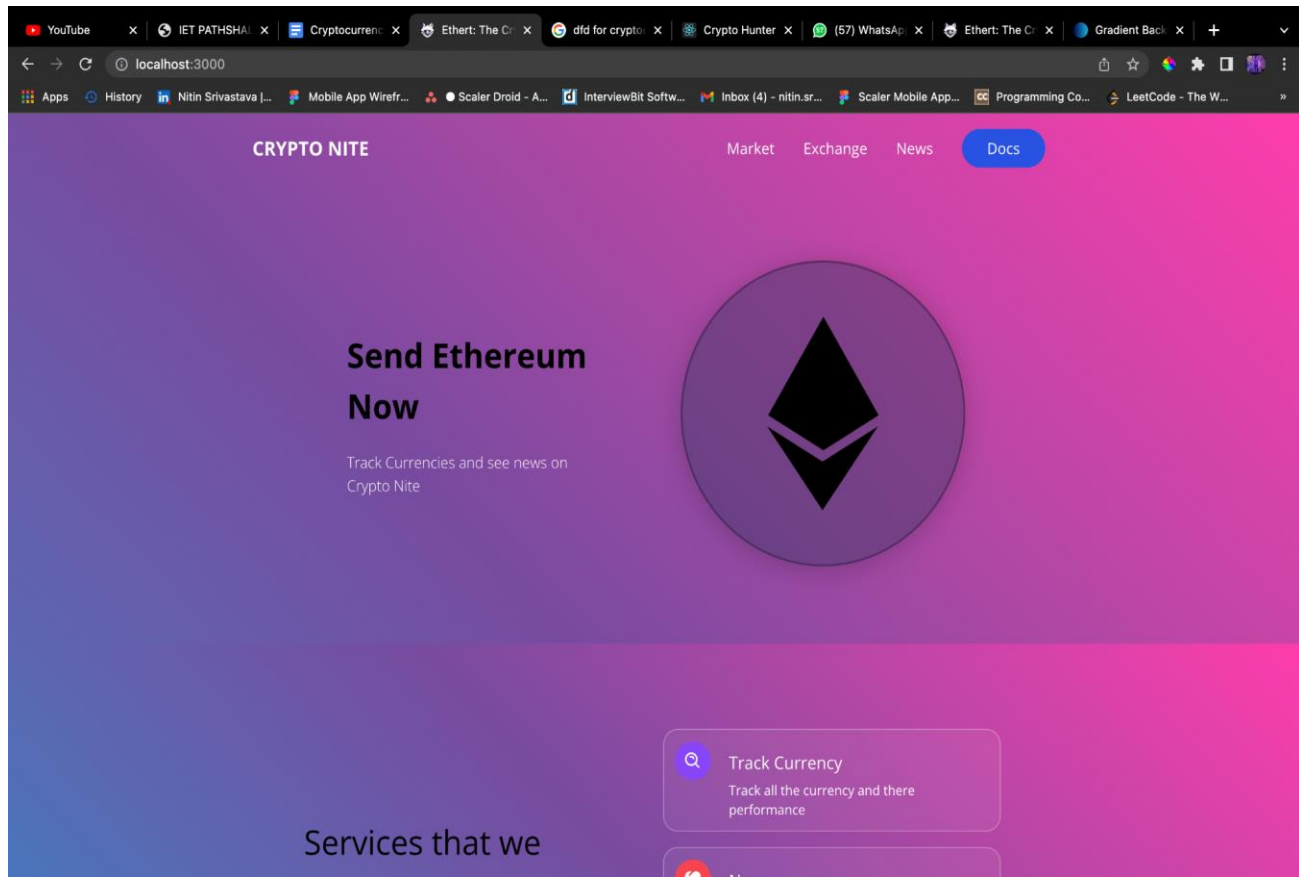 YouTube
IET PATHSHAL
Cryptocurrenc
Ethert: The Cr
dfd for crypto
Crypto Hunter
(57) WhatsAp
Ethert: The Cr
Gradient Back
localhost:3000
Apps
History
Nitin Srivastava |...
Mobile App Wirefr...
Scaler Droid - A...
InterviewBit Softw...
Inbox (4) - nitin.sr...
Scaler Mobile App...
Programming Co...
LeetCode - The W...
CRYPTO NITE
Market
Exchange
News
Docs
Send Ethereum
Now
Track Currencies and see news on
Crypto Nite
Track Currency
Track all the currency and there
performance
Services that we